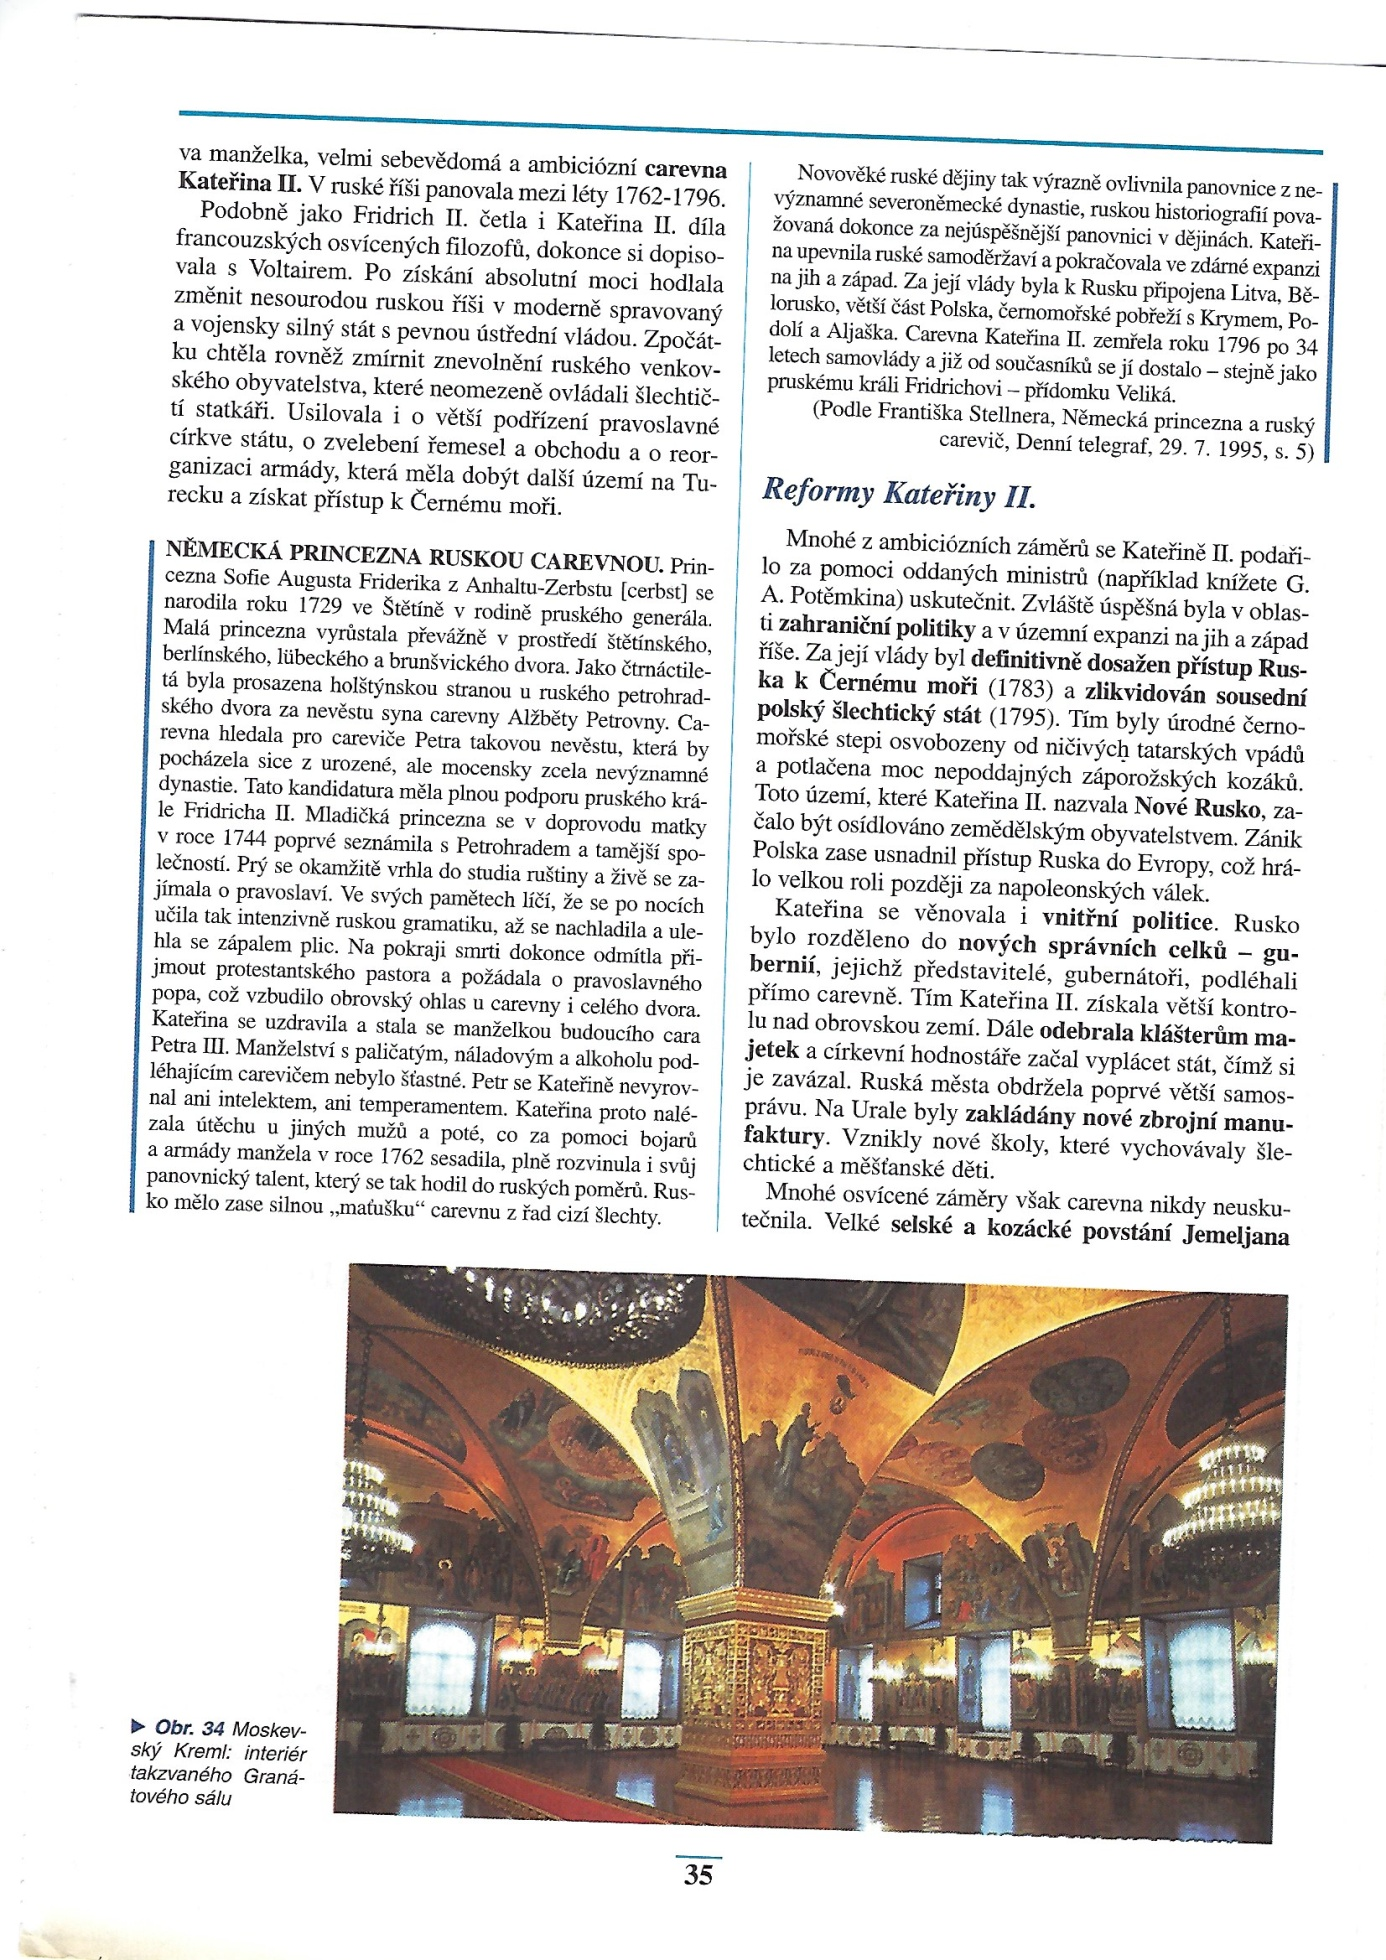 va manželka, velmi sebevědomá a ambiciózní carevna
Kateřina II. V ruské říši panovala mezi léty 1762-1796.
Podobně jako Fridrich II. četla i Kateřina II. díla
francouzských osvícených filozofů, dokonce si dopiso-
vala s Voltairem. Po získání absolutní moci hodlala
změnit nesourodou ruskou říši v moderně spravovaný
a vojensky silný stát s pevnou ústřední vládou. Zpočát-
ku chtěla rovněž zmírnit znevolnění ruského venkov-
ského obyvatelstva, které neomezeně ovládali šlechtič-
tí statkáři. Usilovala i o větší podřízení pravoslavné
církve státu, o zvelebení řemesel a obchodu a o reor-
ganizaci armády, která měla dobýt další území na Tu-
recku a získat přístup k Černému moři.
NĚMECKÁ PRINCEZNA RUSKOU CAREVNOU. Prin-
cezna Sofie Augusta Friderika z Anhaltu-Zerbstu [cerbst] se
narodila roku 1729 ve Štětíně v rodině pruského generála.
Malá princezna vyrůstala převážně v prostředí štětínského,
berlínského, lübeckého a brunšvického dvora. Jako čtrnáctile-
tá byla prosazena holštýnskou stranou u ruského petrohrad-
ského dvora za nevěstu syna carevny Alžběty Petrovny. Ca-
revna hledala pro careviče Petra takovou nevěstu, která by
pocházela sice z urozené, ale mocensky zcela nevýznamné
dynastie. Tato kandidatura měla plnou podporu pruského krá-
le Fridricha II. Mladičká princezna se v doprovodu matky
v roce 1744 poprvé seznámila s Petrohradem a tamější spo-
lečností. Prý se okamžitě vrhla do studia ruštiny a živě se za-
jímala o pravoslaví. Ve svých pamětech líčí, že se po nocích
učila tak intenzivně ruskou gramatiku, až se nachladila a ule-
hla se zápalem plic. Na pokraji smrti dokonce odmítla při-
jmout protestantského pastora a požádala o pravoslavného
popa, což vzbudilo obrovský ohlas u carevny i celého dvora.
Kateřina se uzdravila a stala se manželkou budoucího cara
Petra III. Manželství s paličatým, náladovým a alkoholu pod-
léhajícím carevičem nebylo šťastné. Petr se Kateřině nevyrov-
nal ani intelektem, ani temperamentem. Kateřina proto nalé-
zala útěchu u jiných mužů a poté, co za pomoci bojarů
a armády manžela v roce 1762 sesadila, plně rozvinula i svůj
panovnický talent, který se tak hodil do ruských poměrů. Rus-
ko mělo zase silnou „maťušku“ carevnu z řad cizí šlechty.
Novověké ruské dějiny tak výrazně ovlivnila panovnice z ne-
významné severoněmecké dynastie, ruskou historiografií pova-
žovaná dokonce za nejúspěšnější panovnici v dějinách. Kateři-
na upevnila ruské samoděržaví a pokračovala ve zdárné expanzi
na jih a západ. Za její vlády byla k Rusku připojena Litva, Bě-
lorusko, větší část Polska, černomořské pobřeží s Krymem, Po-
dolí a Aljaška. Carevna Kateřina II. zemřela roku 1796 po 34
letech samovlády a již od současníků se jí dostalo – stejně jako
pruskému králi Fridrichovi – přídomku Veliká.
(Podle Františka Stellnera, Německá princezna a ruský
carevič, Denní telegraf, 29. 7. 1995, s. 5)
Reformy Kateřiny II.
Mnohé z ambiciózních záměrů se Kateřině II. podaři-
lo za pomoci oddaných ministrů (například knížete G.
A. Potěmkina) uskutečnit. Zvláště úspěšná byla v oblas-
ti zahraniční politiky a v územní expanzi na jih a západ
říše. Za její vlády byl definitivně dosažen přístup Rus-
ka k Černému moři (1783) a zlikvidován sousední
polský šlechtický stát (1795). Tím byly úrodné černo-
mořské stepi osvobozeny od ničivých tatarských vpádů
a potlačena moc nepoddajných záporožských kozáků.
Toto území, které Kateřina II. nazvala Nové Rusko, za-
čalo být osídlováno zemědělským obyvatelstvem. Zánik
Polska zase usnadnil přístup Ruska do Evropy, což hrá-
lo velkou roli později za napoleonských válek.
Kateřina se věnovala i vnitřní politice. Rusko
bylo rozděleno do nových správních celků – gu-
bernií, jejichž představitelé, gubernátoři, podléhali
přímo carevně. Tím Kateřina II. získala větší kontro-
lu nad obrovskou zemí. Dále odebrala klášterům ma-
jetek a církevní hodnostáře začal vyplácet stát, čímž si
je zavázal. Ruská města obdržela poprvé větší samos-
právu. Na Urale byly zakládány nové zbrojní manu-
faktury. Vznikly nové školy, které vychovávaly šle-
chtické a měšťanské děti.
Mnohé osvícené záměry však carevna nikdy neusku-
tečnila. Velké selské a kozácké povstání Jemeljana
► Obr. 34 Moskev-
ský Kreml: interiér
takzvaného Graná-
tového sálu
35